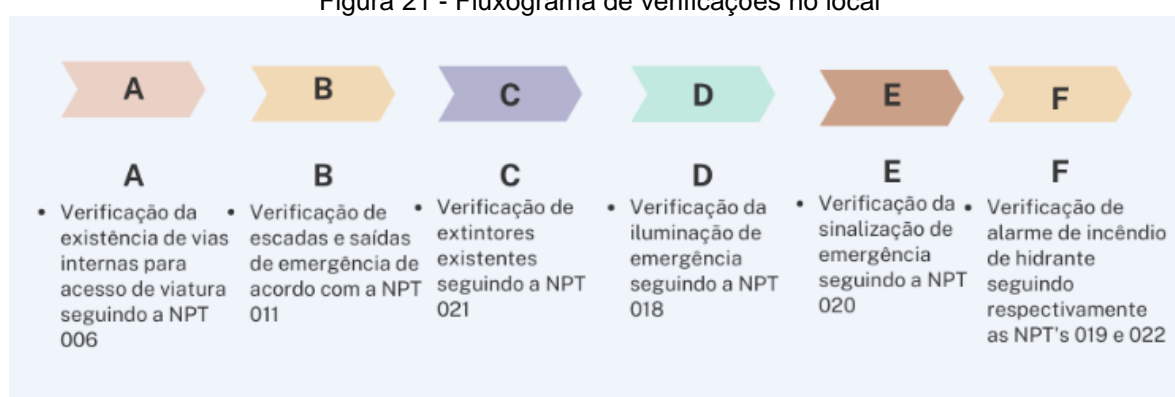 Figura 21 - Fluxograma de verificações no local
A
B
C
D
E
F
A
• Verificação da
existência de vias
internas para
acesso de viatura
seguindo a NPT
006
B
• Verificação de
escadas e saídas
de emergência de
acordo com a NPT
011
C
• Verificação de
extintores
existentes
seguindo a NPT
021
D
• Verificação da
iluminação de
emergência
seguindo a NPT
018
E
• Verificação da
sinalização de
emergência
seguindo a NPT
020
F
• Verificação de
alarme de incêndio
de hidrante
seguindo
respectivamente
as NPT's 019 e 022